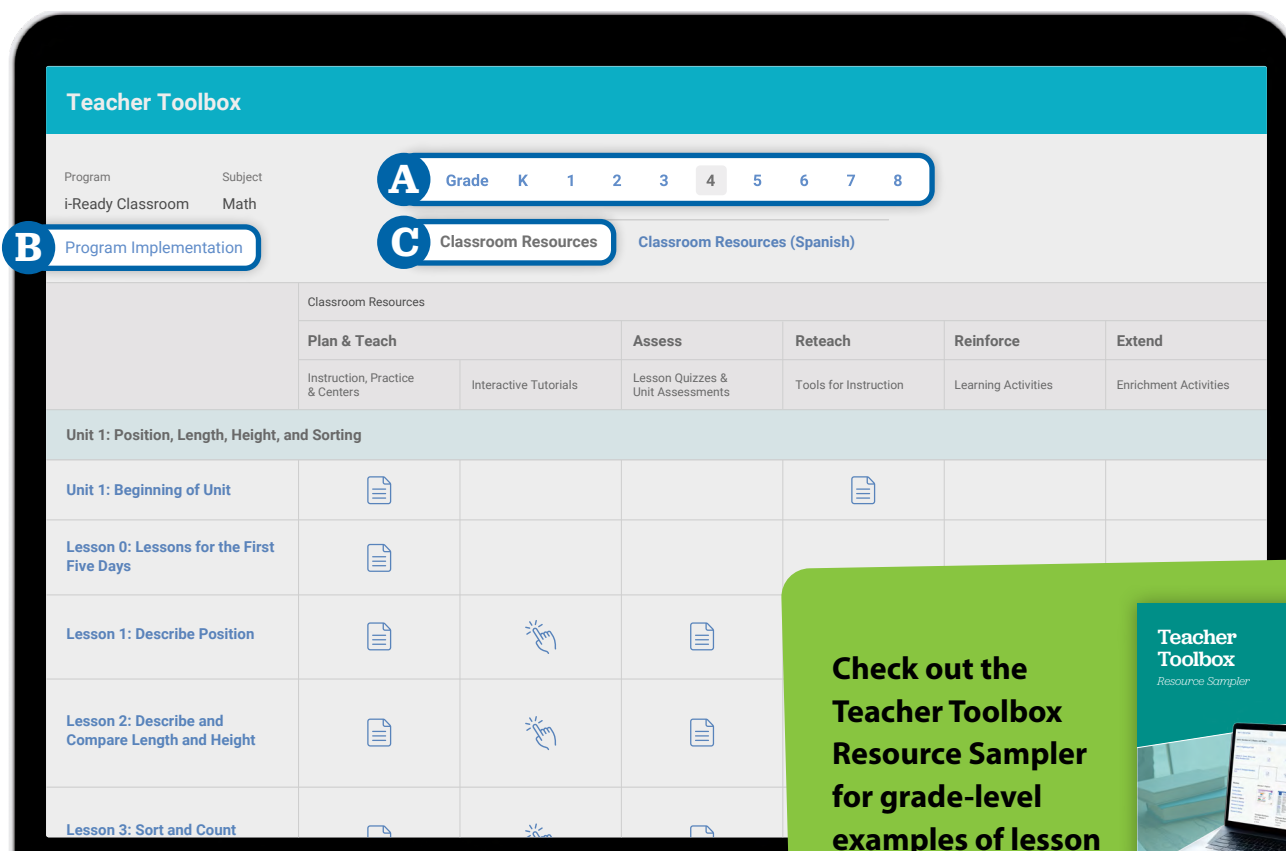 Teacher Toolbox
Program Subject
i-Ready Classroom Math
A Grade K 1 2 3 4 5 6 7 8
B Program Implementation
C Classroom Resources Classroom Resources (Spanish)
Classroom Resources
Plan & Teach Assess Reteach Reinforce Extend
Instruction, Practice
& Centers
Interactive Tutorials
Lesson Quizzes &
Unit Assessments
Tools for Instruction
Learning Activities
Enrichment Activities
Unit 1: Position, Length, Height, and Sorting
Unit 1: Beginning of Unit
Lesson 0: Lessons for the First
Five Days
Lesson 1: Describe Position
Lesson 2: Describe and
Compare Length and Height
Lesson 3: Sort and Count
Check out the
Teacher Toolbox
Resource Sampler
for grade-level
examples of lesson
Teacher
Toolbox
Resource Sampler